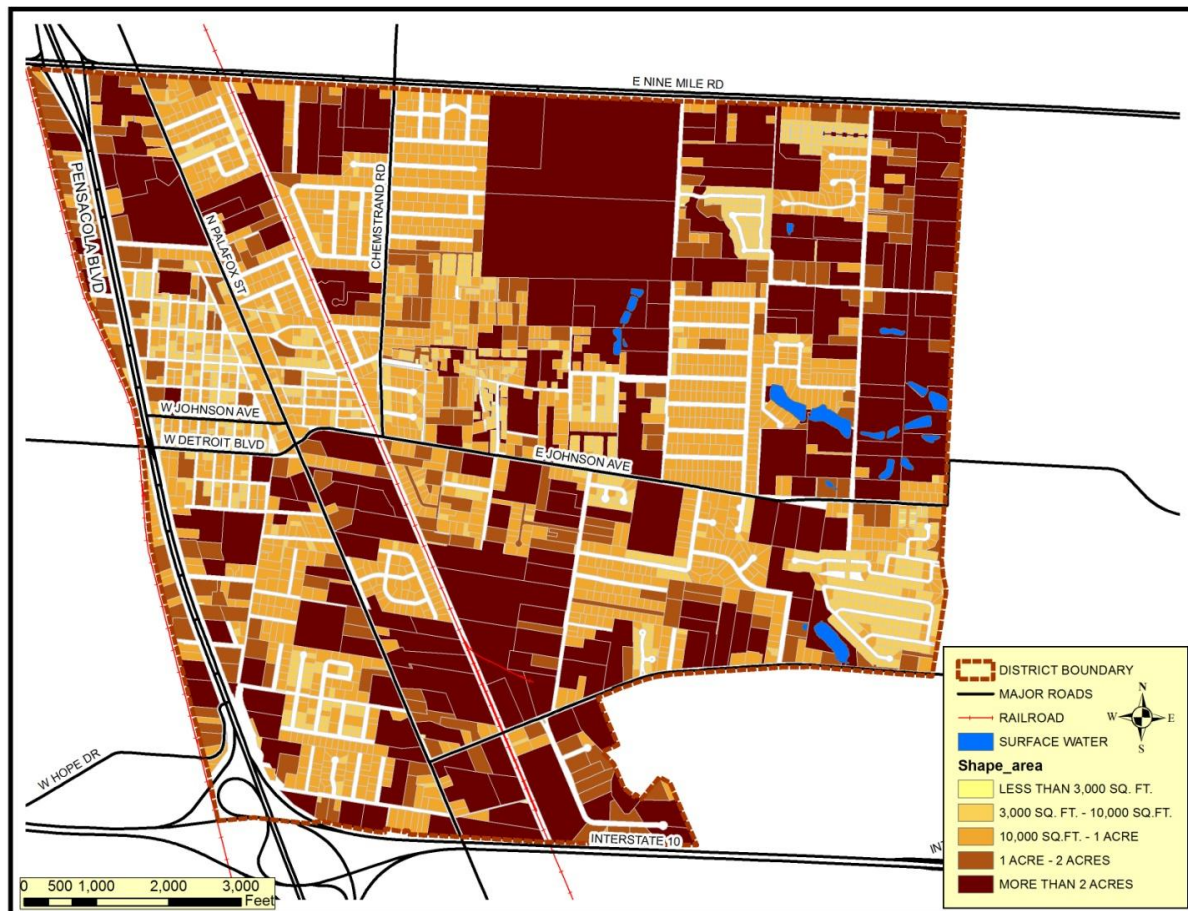 E NINE MILE RD
PENSACOLA BLVD
N PALAFOX ST
CHEMSTRAND RD
W JOHNSON AVE
W DETROIT BLVD
E JOHNSON AVE
W HOPE DR
INTERSTATE 10
INT
DISTRICT BOUNDARY
MAJOR ROADS
RAILROAD
SURFACE WATER
N
W E
S
Shape_area
LESS THAN 3,000 SQ. FT.
3,000 SQ. FT. - 10,000 SQ.FT.
10,000 SQ.FT. - 1 ACRE
1 ACRE - 2 ACRES
MORE THAN 2 ACRES
0 500 1,000 2,000 3,000
Feet